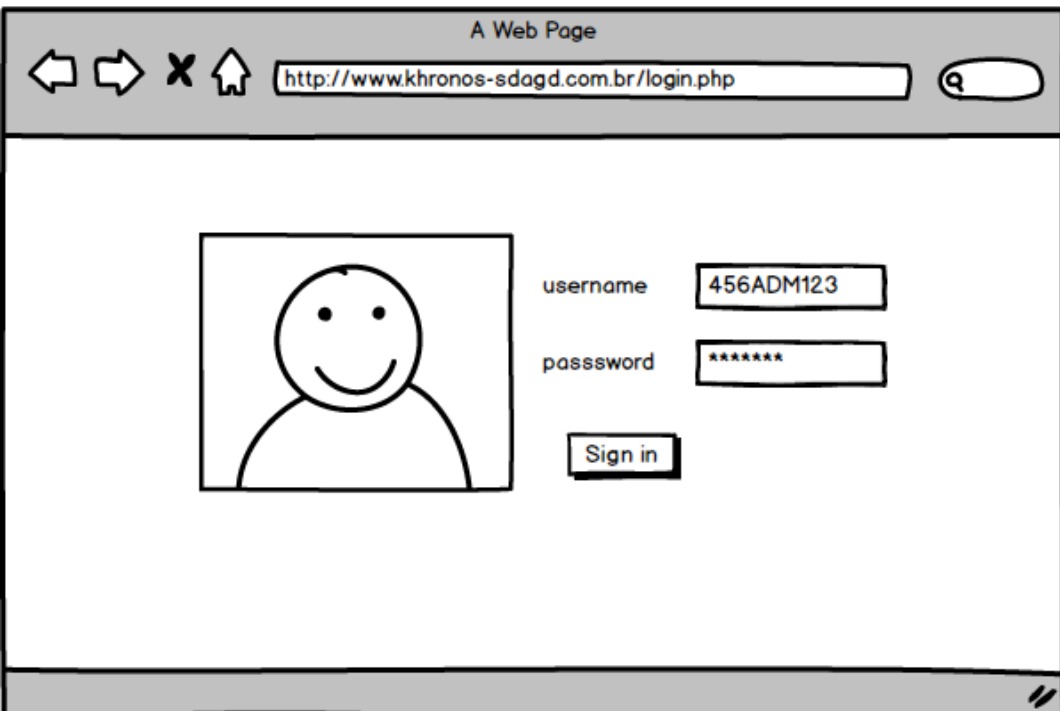 A Web Page
http://www.khronos-sdagd.com.br/login.php
username 456ADM123
passsword *******
Sign in